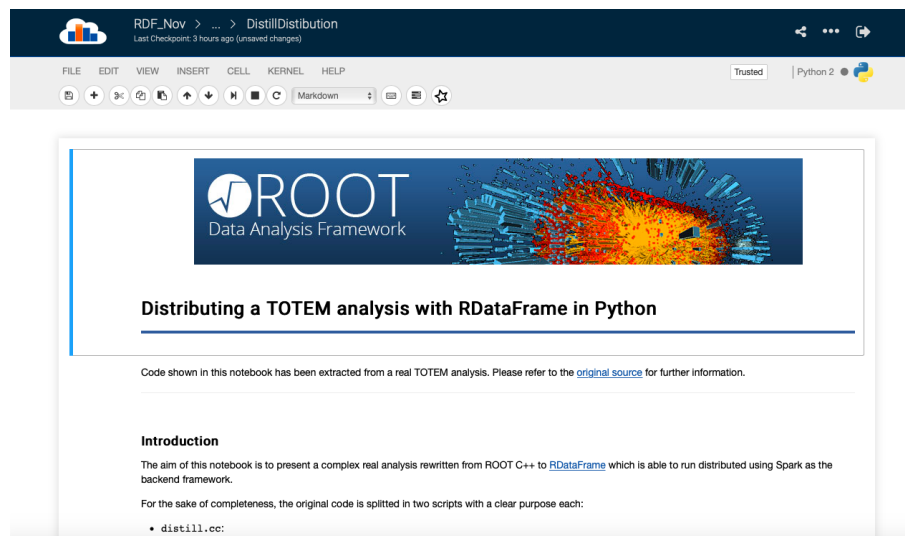 RDF_Nov > ... > DistillDistibution
Last Checkpoint: 3 hours ago (unsaved changes)
FILE EDIT VIEW INSERT CELL KERNEL HELP
Trusted
Python 2
Markdown
ROOT
Data Analysis Framework
Distributing a TOTEM analysis with RDataFrame in Python
Code shown in this notebook has been extracted from a real TOTEM analysis. Please refer to the original source for further information.
Introduction
The aim of this notebook is to present a complex real analysis rewritten from ROOT C++ to RDataFrame which is able to run distributed using Spark as the
backend framework.
For the sake of completeness, the original code is splitted in two scripts with a clear purpose each:
• distill.cc: